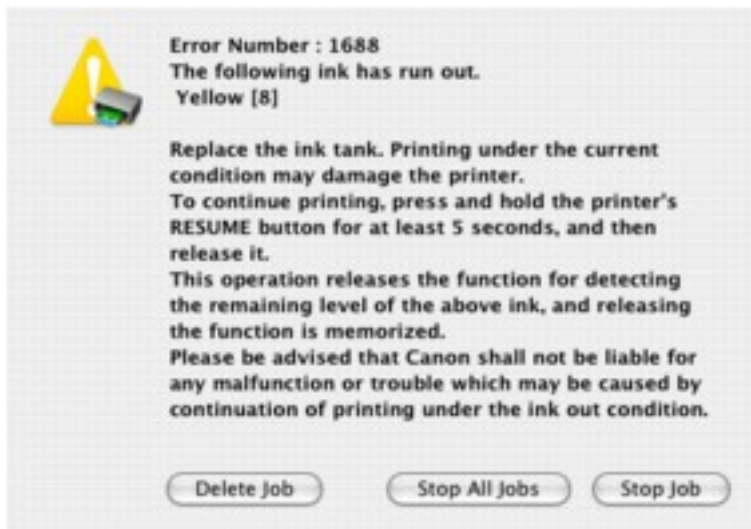 Error Number : 1688
The following ink has run out.
Yellow [8]
Replace the ink tank. Printing under the current
condition may damage the printer.
To continue printing, press and hold the printer's
RESUME button for at least 5 seconds, and then
release it.
This operation releases the function for detecting
the remaining level of the above ink, and releasing
the function is memorized.
Please be advised that Canon shall not be liable for
any malfunction or trouble which may be caused by
continuation of printing under the ink out condition.
Delete Job Stop All Jobs Stop Job